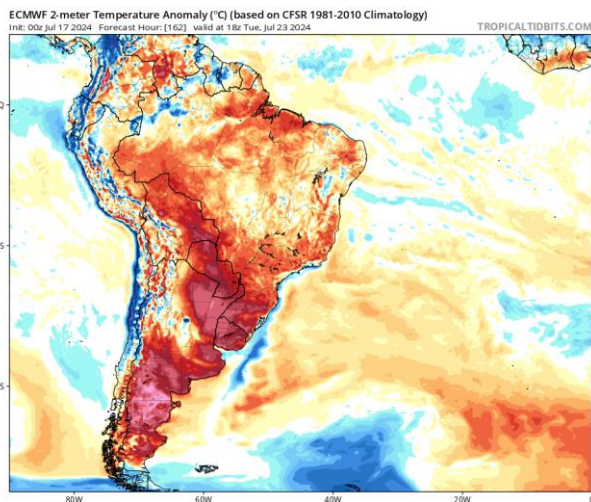 ECMWF 2-meter Temperature Anomaly (°C) (based on CFSR 1981-2010 Climatology)
Init: 00z Jul 17 2024 Forecast Hour: [162] valid at 18z Tue, Jul 23 2024 TROPICALTIDBITS.COM
Q
S
S
80W 60W 40W 20W